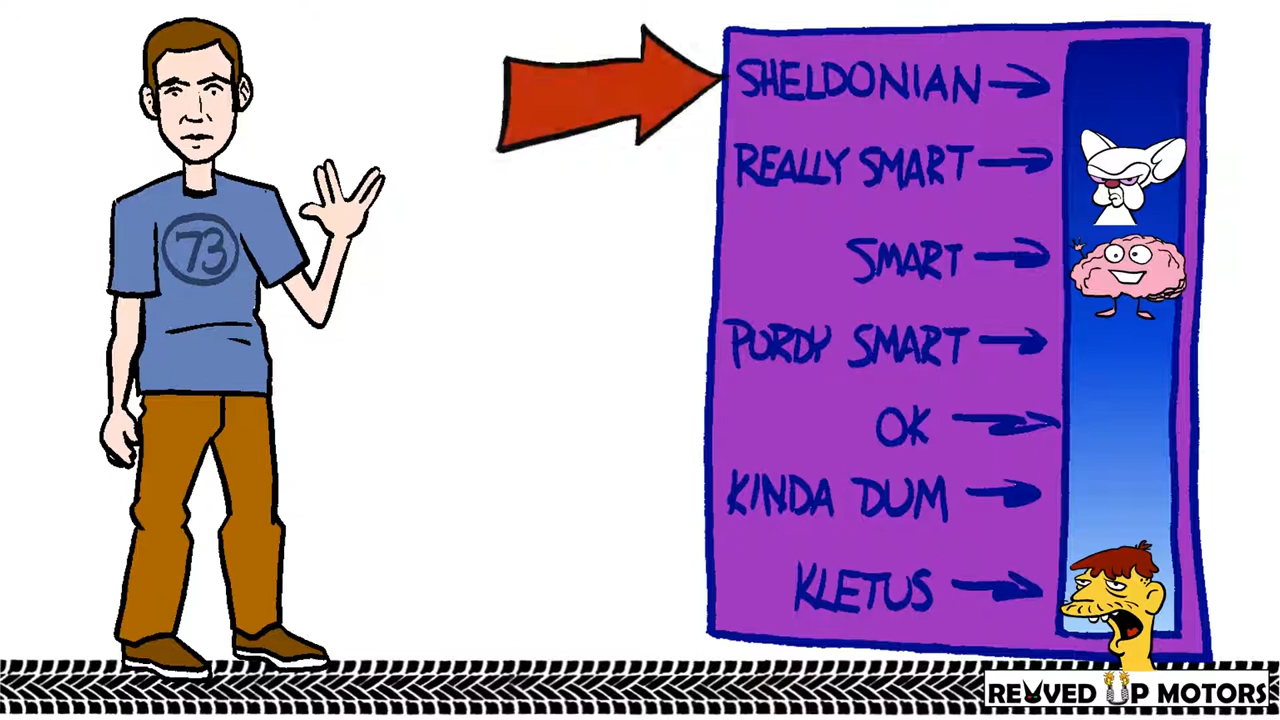 73
SHELDONIAN
REALLY SMART
SMART
PURDY SMART
OK
KINDA DUM
KLETUS
REVVED UP MOTORS